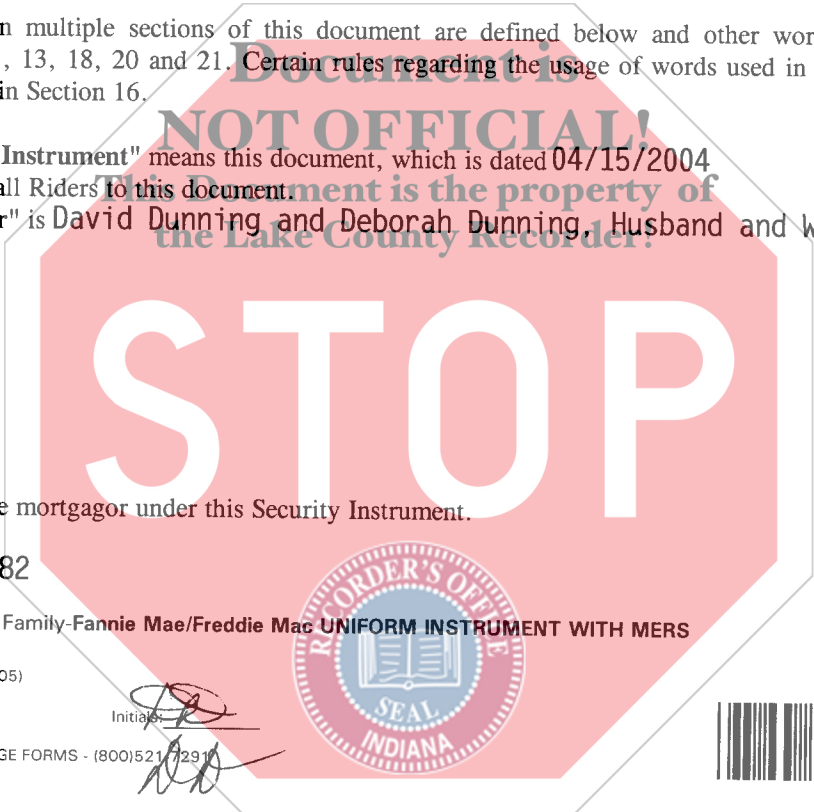 n multiple sections of this document are defined below and other wor
, 13, 18, 20 and 21. Certain rules regarding the usage of words used in
in Section 16.
Document is
NOT OFFICIAL!
This Document is the property of
the Lake County Recorder!
Instrument" means this document, which is dated 04/15/2004
all Riders to this document.
r" is David Dunning and Deborah Dunning, Husband and W
STOP
e mortgagor under this Security Instrument.
82
Family-Fannie Mae/Freddie Mac UNIFORM INSTRUMENT WITH MERS
05)
Initials:
GE FORMS - (800)521-7291
RECORDER'S OFFICE
SEAL
INDIANA